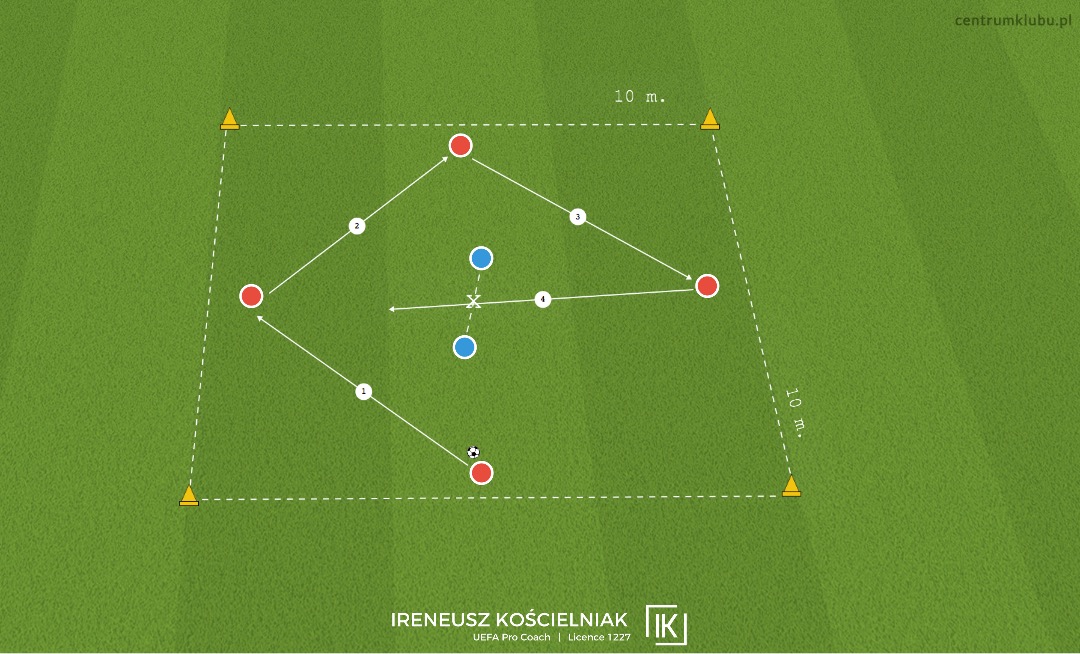 centrumklubu.pl
10 m.
2
3
X
4
10 m.
1
IRENEUSZ KOŚCIELNIAK
IK
UEFA Pro Coach | Licence 1227